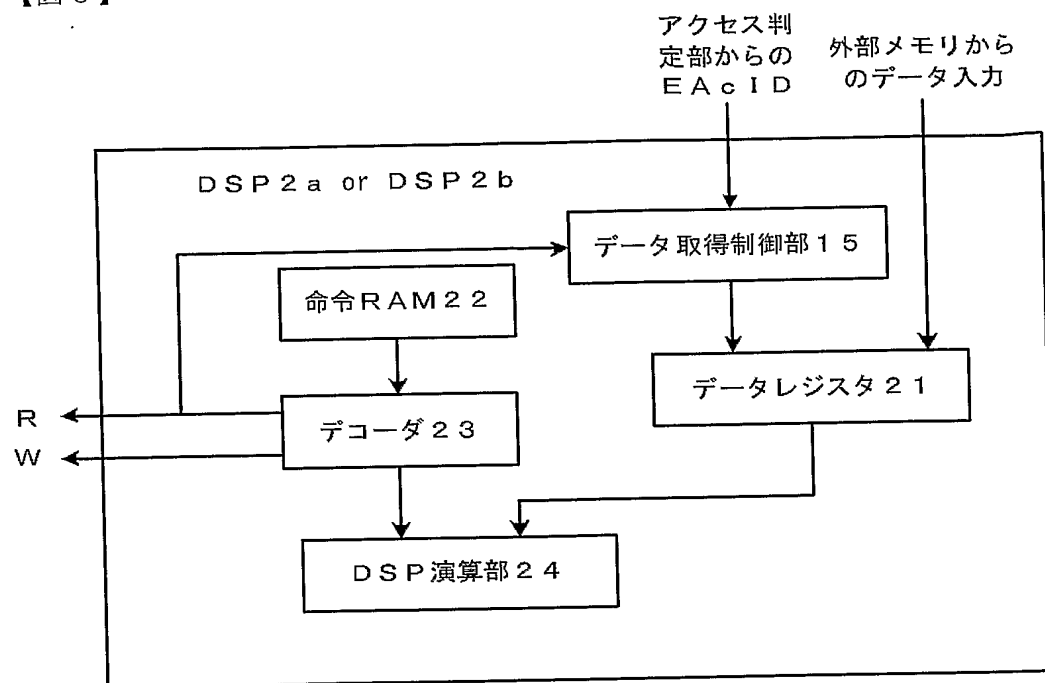 アクセス判
定部からの
EAcID
外部メモリから
のデータ入力
DSP2a or DSP2b
データ取得制御部15
命令RAM22
データレジスタ21
R
デコーダ23
W
DSP演算部24